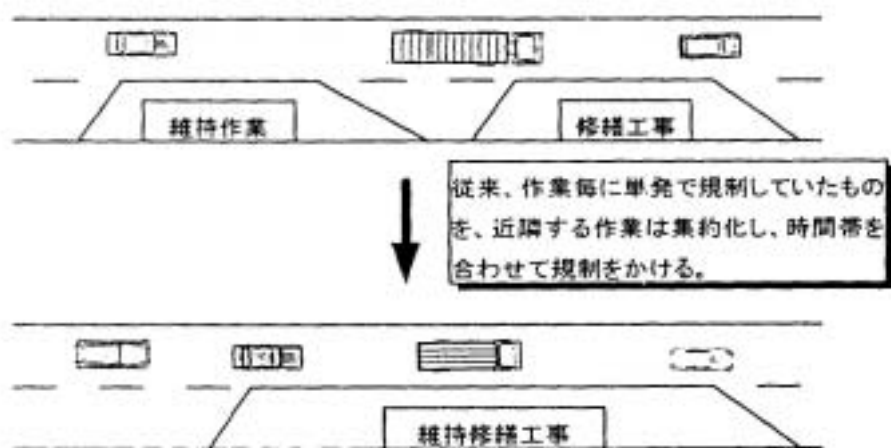 維持作業
修繕工事
従来、作業毎に単発で規制していたもの
を、近隣する作業は集約化し、時間帯を
合わせて規制をかける。
維持修繕工事